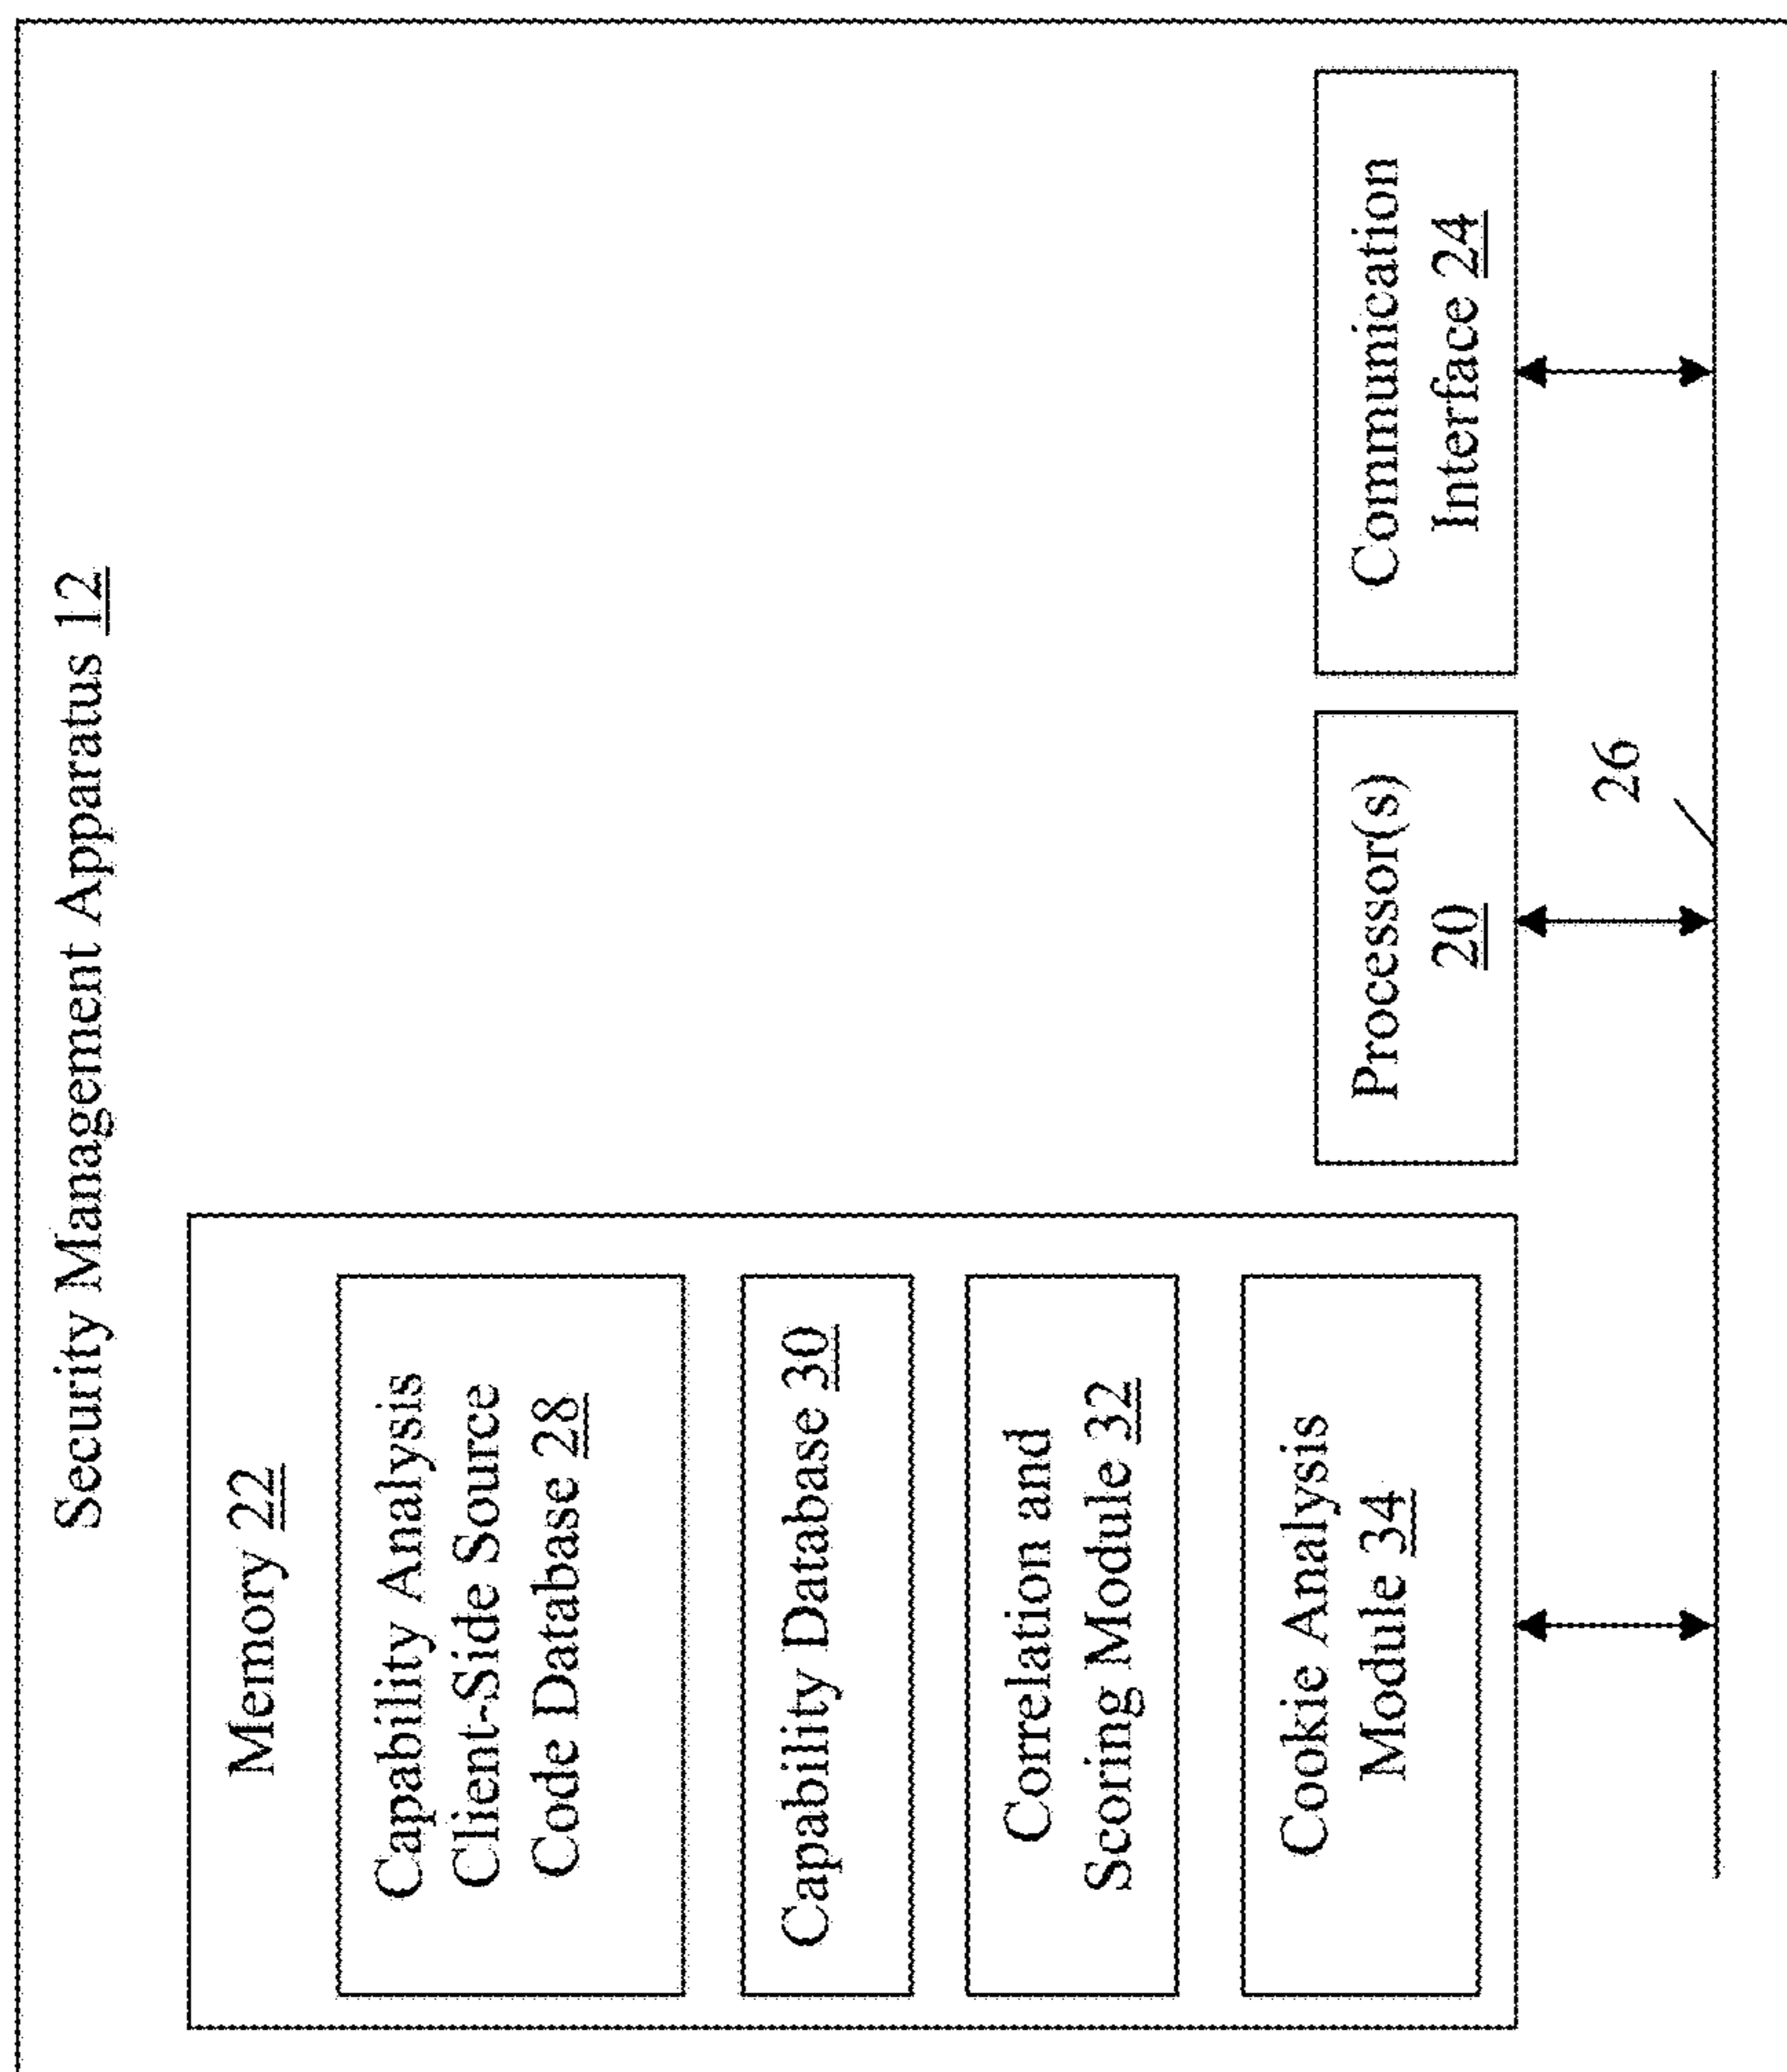 Security Management Apparatus 12
Memory 22
Capability Analysis
Client-Side Source
Code Database 28
Capability Database 30
Correlation and
Scoring Module 32
Cookie Analysis
Module 34
Processor(s)
20
Communication
Interface 24
26